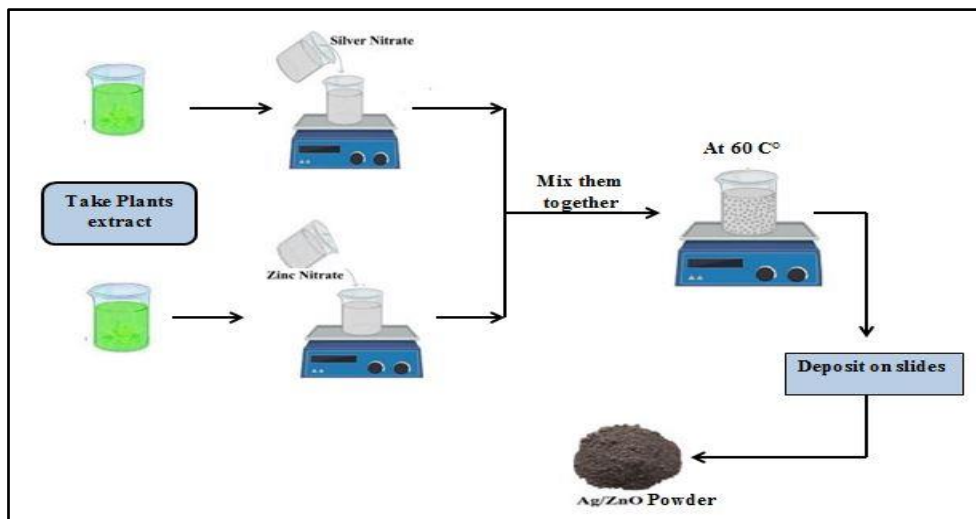 Silver Nitrate
At 60 C°
Take Plants
extract
Mix them
together
Zinc Nitrate
Deposit on slides
Ag/ZnO Powder